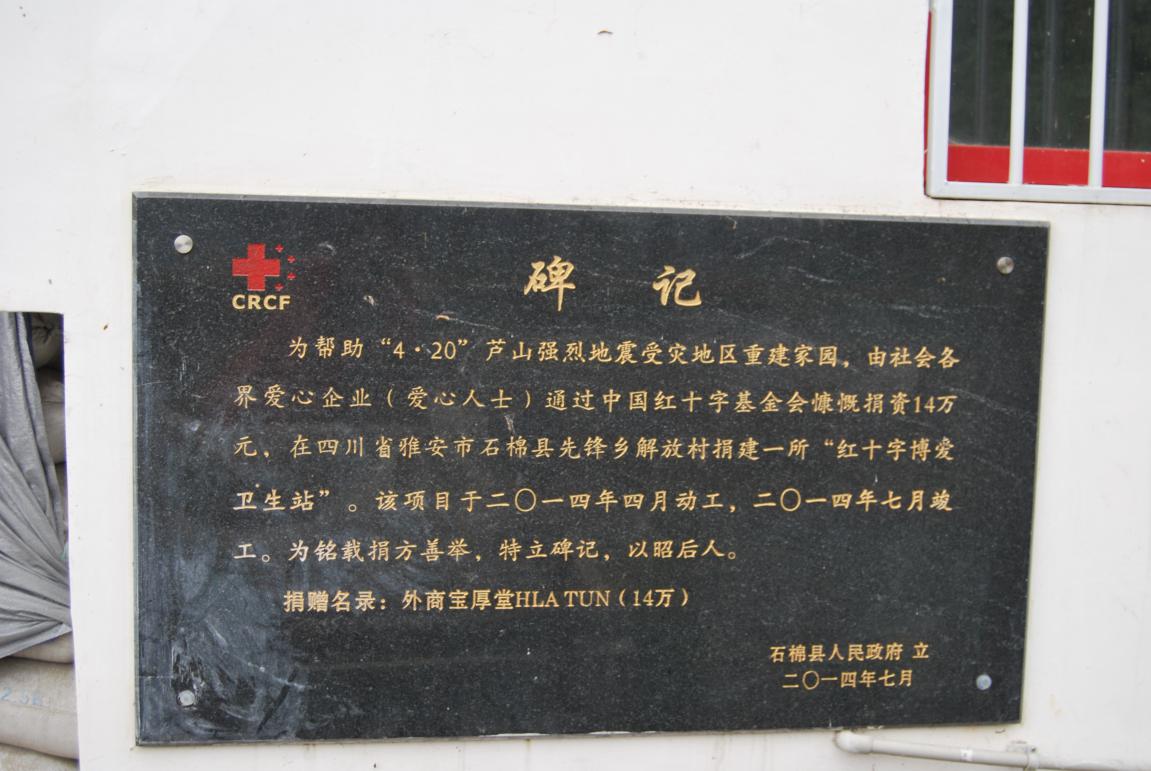 CRCF
碑记
为帮助“4·20”芦山强烈地震受灾地区重建家园，由社会各
界爱心企业（爱心人士）通过中国红十字基金会慷慨捐资14万
元，在四川省雅安市石棉县先锋乡解放村捐建一所“红十字博爱
卫生站”。该项目于二〇一四年四月动工，二〇一四年七月竣
工。为铭载捐方善举，特立碑记，以昭后人。
捐赠名录：外商宝厚堂HLA TUN（14万）
石棉县人民政府 立
二〇一四年七月